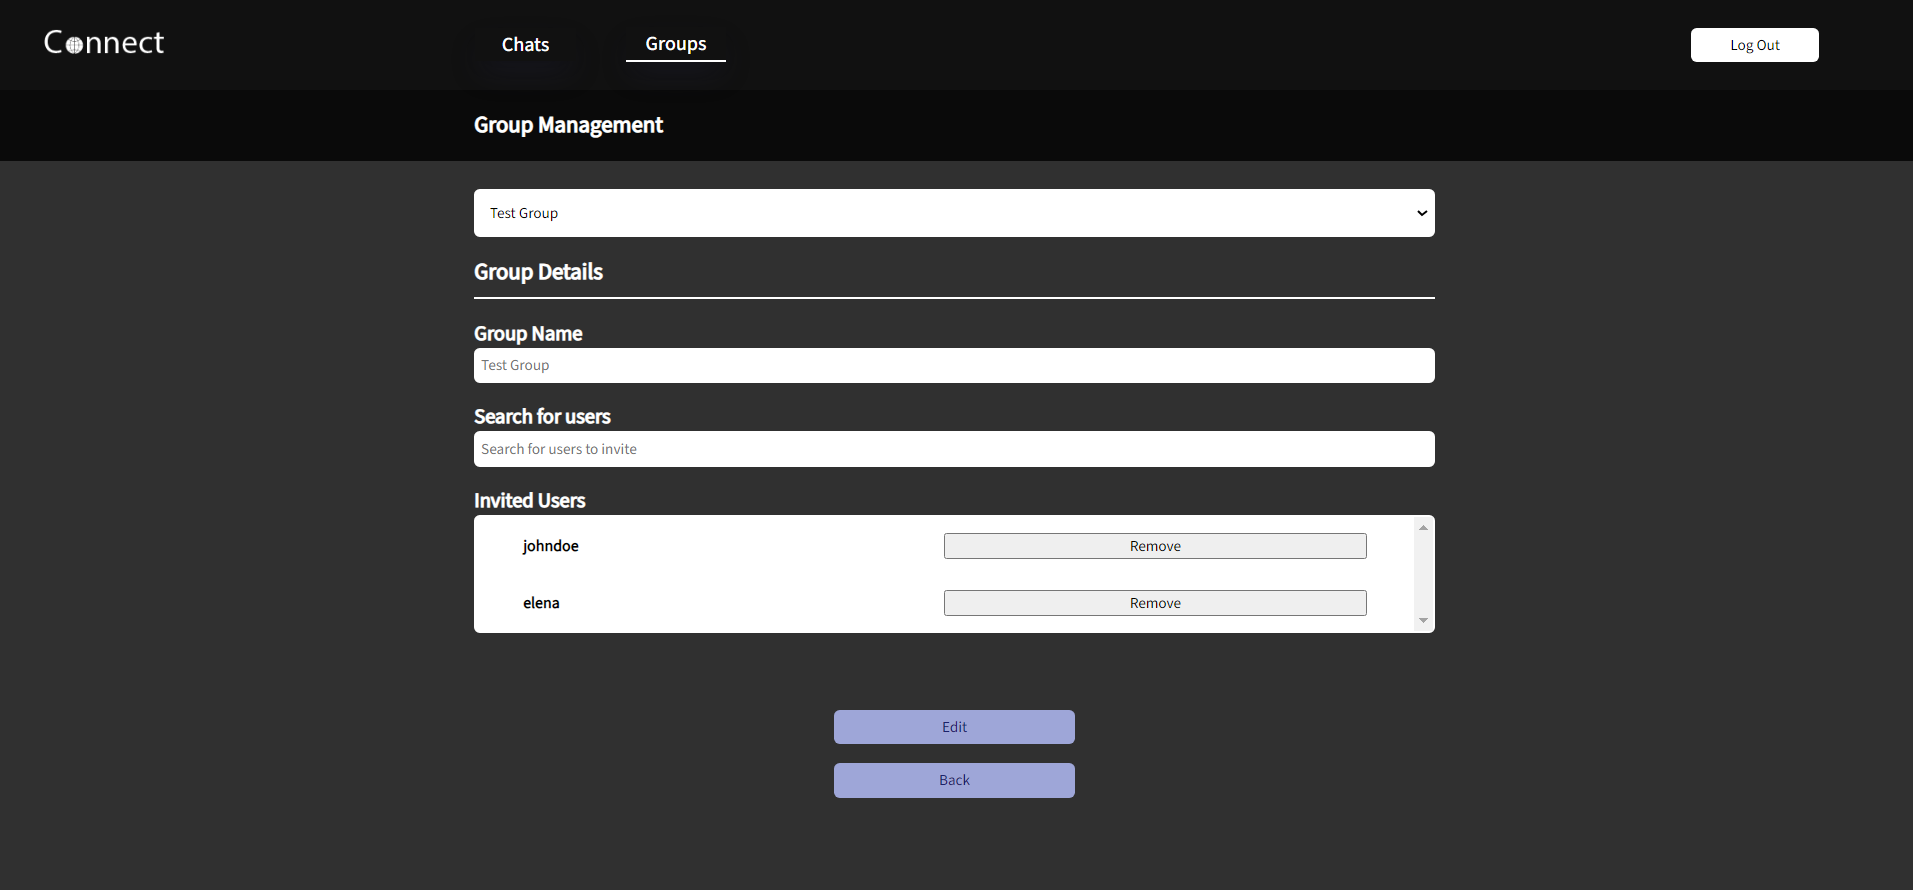 Connect
Chats
Groups
Log Out
Group Management
Test Group
Group Details
Group Name
Test Group
Search for users
Search for users to invite
Invited Users
johndoe Remove
elena Remove
Edit
Back